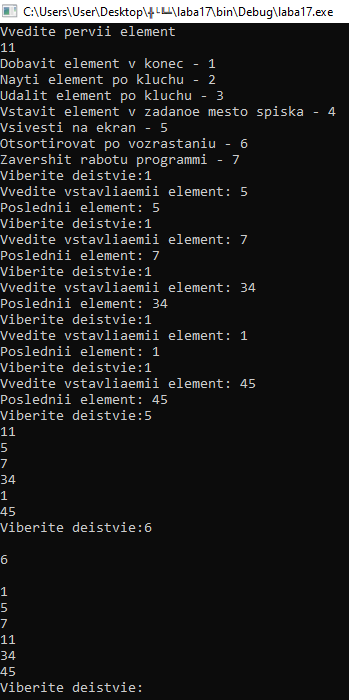 C:\Users\User\Desktop\╬╚╨╨\laba17\bin\Debug\laba17.exe
Vvedite pervii element
11
Dobavit element v konec - 1
Nayti element po kluchu - 2
Udalit element po kluchu - 3
Vstavit element v zadanoe mesto spiska - 4
Vsivesti na ekran - 5
Otsortirovat po vozrastaniu - 6
Zavershit rabotu programmi - 7
Viberite deistvie:1
Vvedite vstavliaemii element: 5
Poslednii element: 5
Viberite deistvie:1
Vvedite vstavliaemii element: 7
Poslednii element: 7
Viberite deistvie:1
Vvedite vstavliaemii element: 34
Poslednii element: 34
Viberite deistvie:1
Vvedite vstavliaemii element: 1
Poslednii element: 1
Viberite deistvie:1
Vvedite vstavliaemii element: 45
Poslednii element: 45
Viberite deistvie:5
11
5
7
34
1
45
Viberite deistvie:6
6
1
5
7
11
34
45
Viberite deistvie: